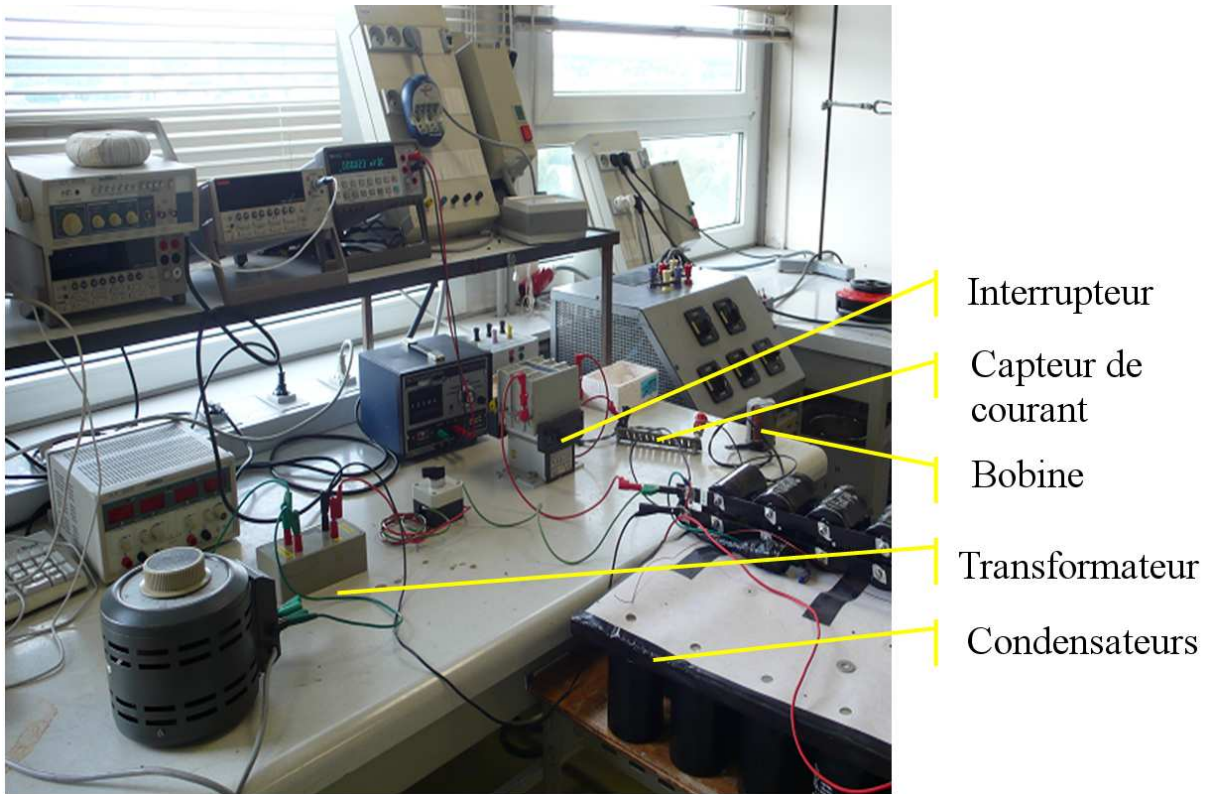 Interrupteur
Capteur de
courant
Bobine
Transformateur
Condensateurs